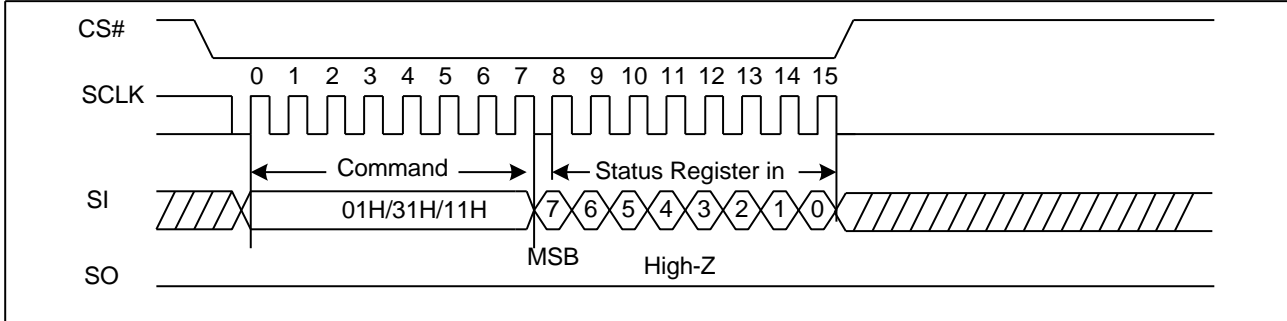 CS#
0 1 2 3 4 5 6 7 8 9 10 11 12 13 14 15
SCLK
Command Status Register in
SI 01H/31H/11H 7 6 5 4 3 2 1 0
MSB High-Z
SO